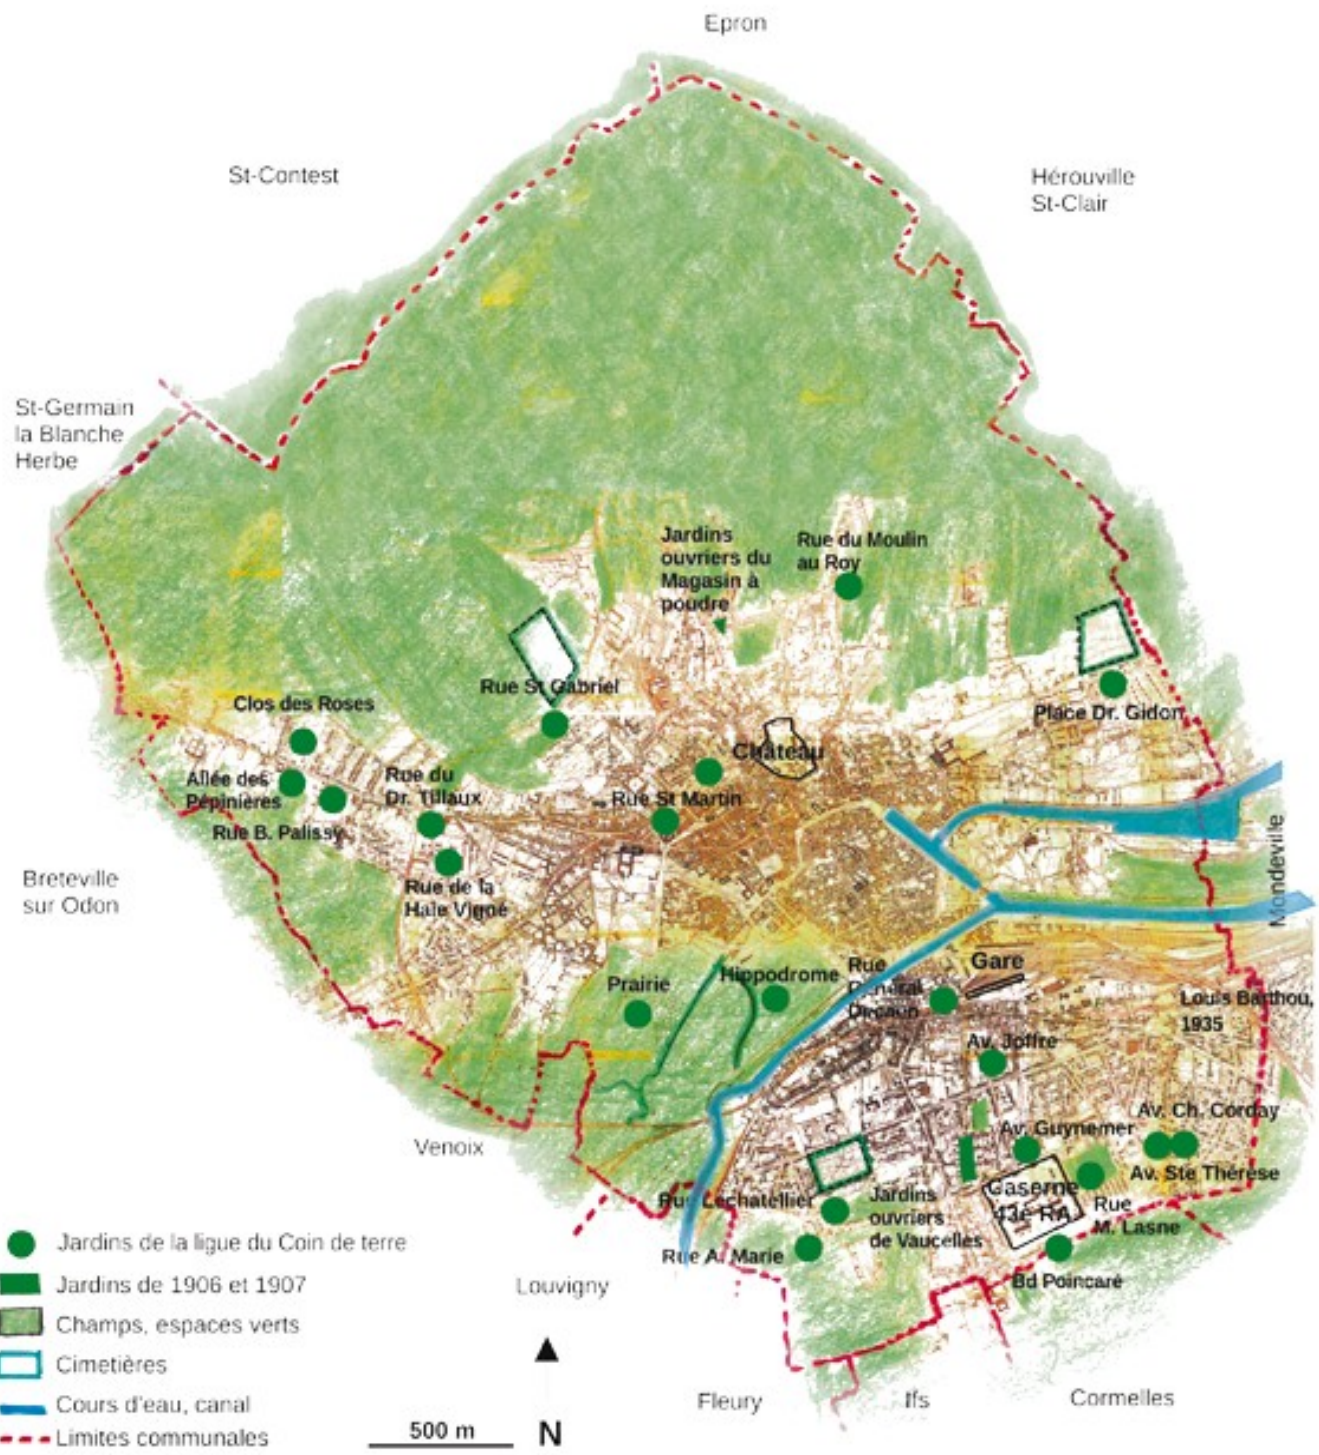 Epron
St-Contest
Hérouville
St-Clair
St-Germain
la Blanche
Herbe
Jardins
ouvriers du
Magasin à
poudre
Rue du Moulin
au Roy
Rue St Gabriel
Clos des Roses
Place Dr. Gidon
Château
Allée des
Pépinières
Rue du
Dr. Tillaux
Rue St Martin
Rue B. Palissy
Breteville
sur Odon
Rue de la
Haie Vigné
Mondeville
Prairie
Hippodrome
Rue
Général
Decaen
Gare
Louis Barthou,
1935
Av. Joffre
Av. Ch. Corday
Av. Guynemer
Venoix
Av. Ste Thérèse
Caserne
43è RA
Rue
M. Lasne
Rue Lechatellier
Jardins
ouvriers
de Vaucelles
Rue A. Marie
Bd Poincaré
Louvigny
Jardins de la ligue du Coin de terre
Jardins de 1906 et 1907
Champs, espaces verts
Cimetières
Cours d'eau, canal
Limites communales
500 m
N
Fleury
Ifs
Cormelles